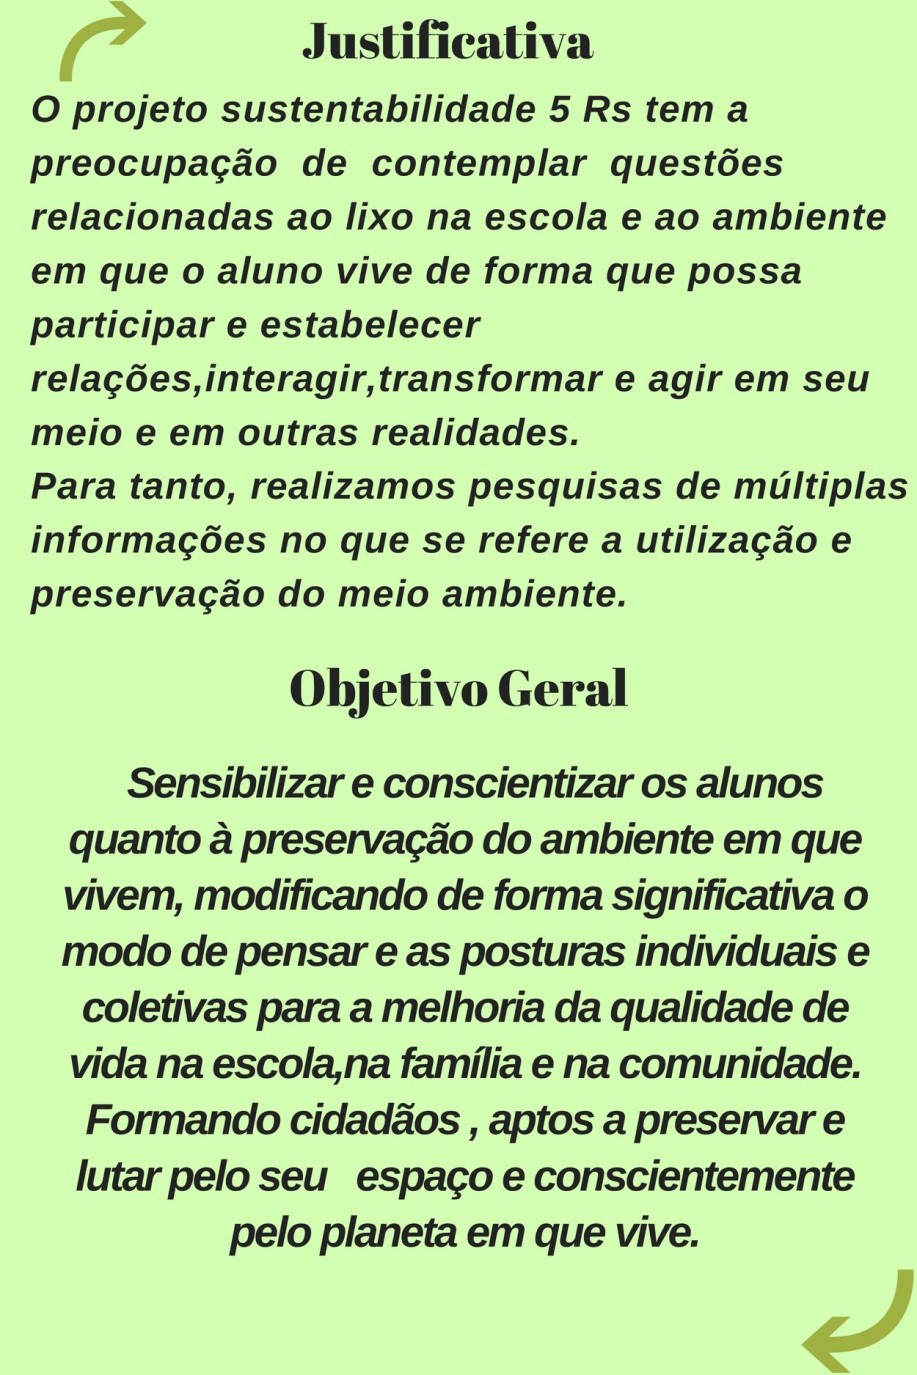 Justificativa
O projeto sustentabilidade 5 Rs tem a
preocupação de contemplar questões
relacionadas ao lixo na escola e ao ambiente
em que o aluno vive de forma que possa
participar e estabelecer
relações,interagir,transformar e agir em seu
meio e em outras realidades.
Para tanto, realizamos pesquisas de múltiplas
informações no que se refere a utilização e
preservação do meio ambiente.
Objetivo Geral
Sensibilizar e conscientizar os alunos
quanto à preservação do ambiente em que
vivem, modificando de forma significativa o
modo de pensar e as posturas individuais e
coletivas para a melhoria da qualidade de
vida na escola,na família e na comunidade.
Formando cidadãos , aptos a preservar e
lutar pelo seu espaço e conscientemente
pelo planeta em que vive.